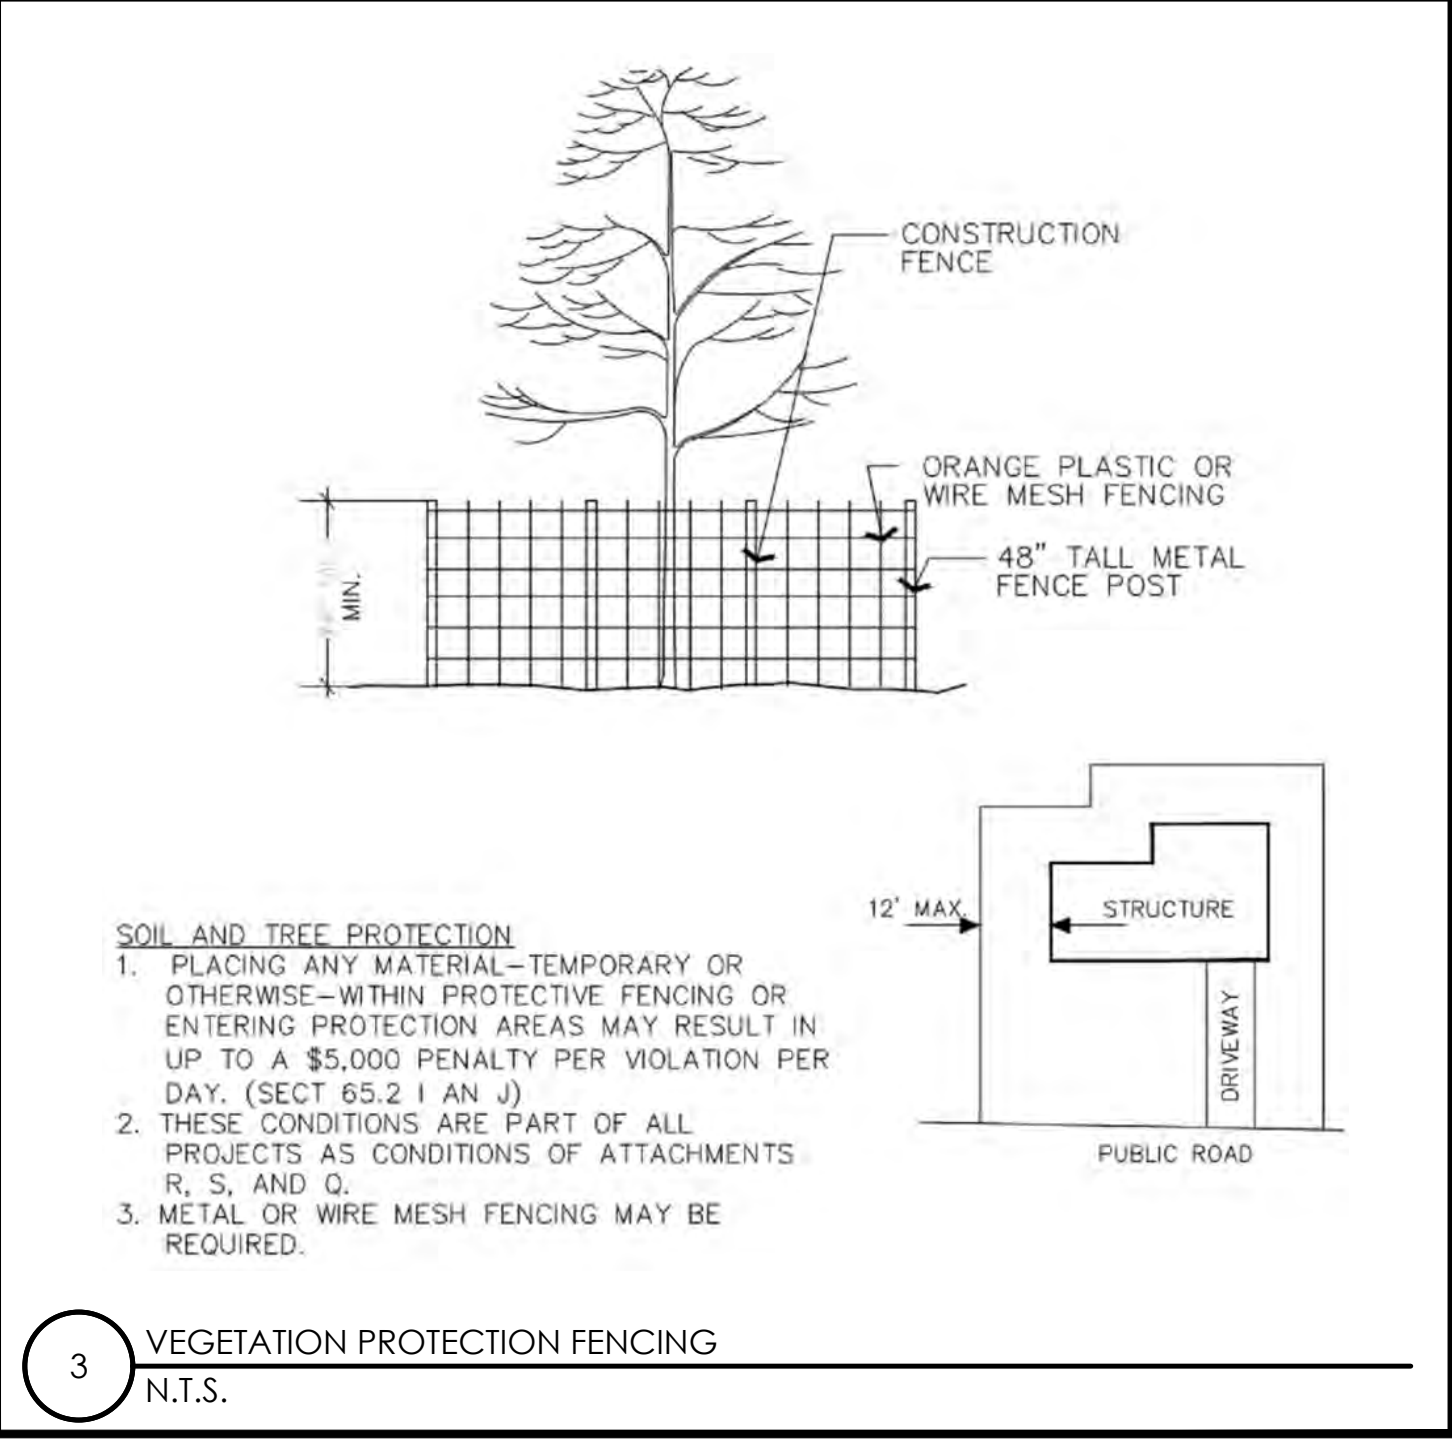 CONSTRUCTION
FENCE
ORANGE PLASTIC OR
WIRE MESH FENCING
48" TALL METAL
FENCE POST
MIN.
12' MAX.
STRUCTURE
DRIVEWAY
PUBLIC ROAD
SOIL AND TREE PROTECTION
1. PLACING ANY MATERIAL-TEMPORARY OR
OTHERWISE-WITHIN PROTECTIVE FENCING OR
ENTERING PROTECTION AREAS MAY RESULT IN
UP TO A $5,000 PENALTY PER VIOLATION PER
DAY. (SECT 65.2 I AN J)
2. THESE CONDITIONS ARE PART OF ALL
PROJECTS AS CONDITIONS OF ATTACHMENTS
R, S, AND Q.
3. METAL OR WIRE MESH FENCING MAY BE
REQUIRED.
3
VEGETATION PROTECTION FENCING
N.T.S.